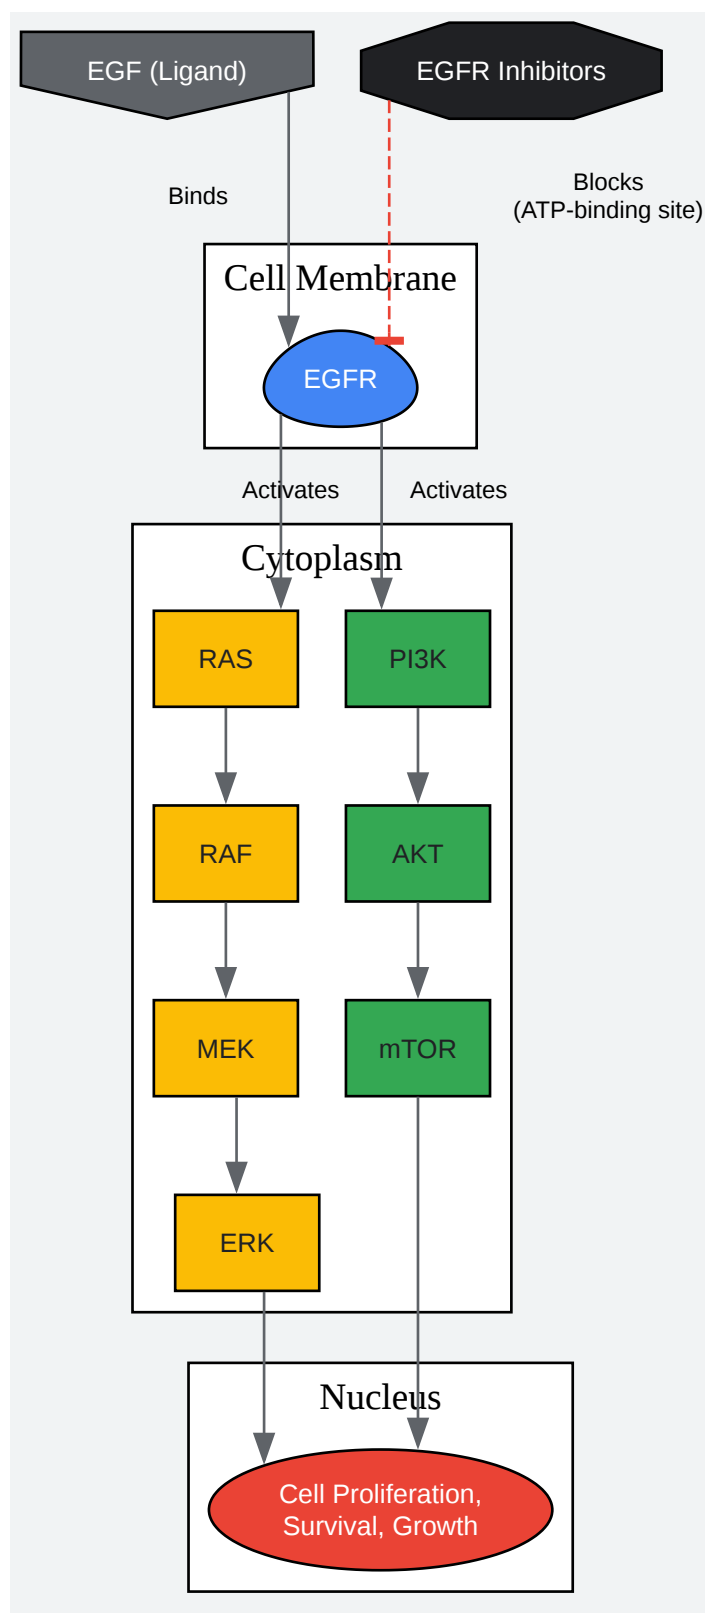 EGF (Ligand)
EGFR Inhibitors
Binds
Blocks
(ATP-binding site)
Cell Membrane
EGFR
Activates
Activates
Cytoplasm
RAS
PI3K
RAF
AKT
MEK
mTOR
ERK
Nucleus
Cell Proliferation,
Survival, Growth